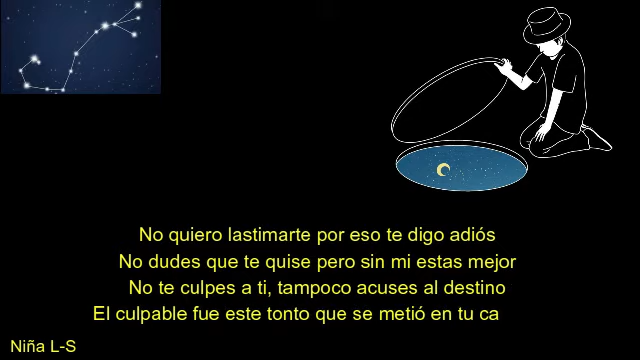 No quiero lastimarte por eso te digo adiós
No dudes que te quise pero sin mi estas mejor
No te culpes a ti, tampoco acuses al destino
El culpable fue este tonto que se metió en tu ca
Niña L-S